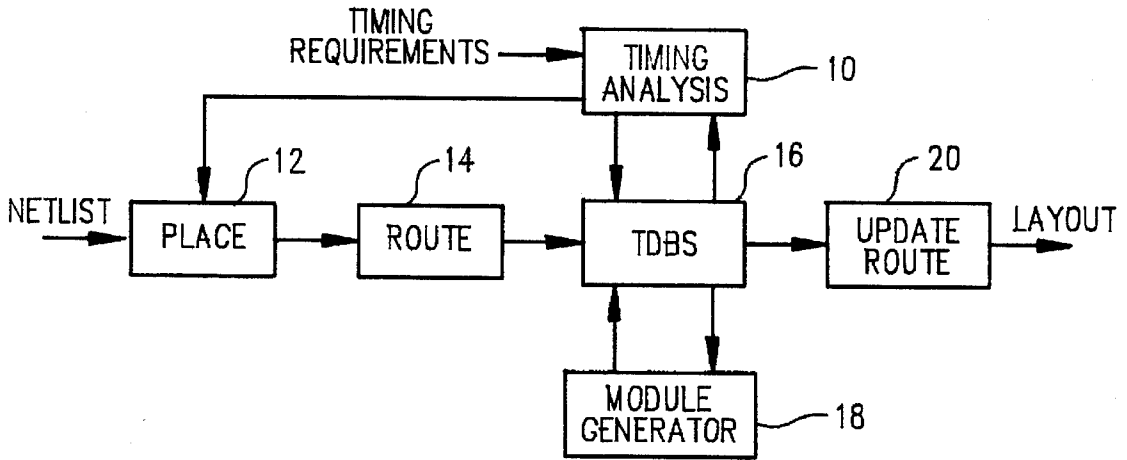 TIMING
REQUIREMENTS
TIMING
ANALYSIS
10
12
14
16
20
NETLIST
PLACE
ROUTE
TDBS
UPDATE
ROUTE
LAYOUT
MODULE
GENERATOR
18